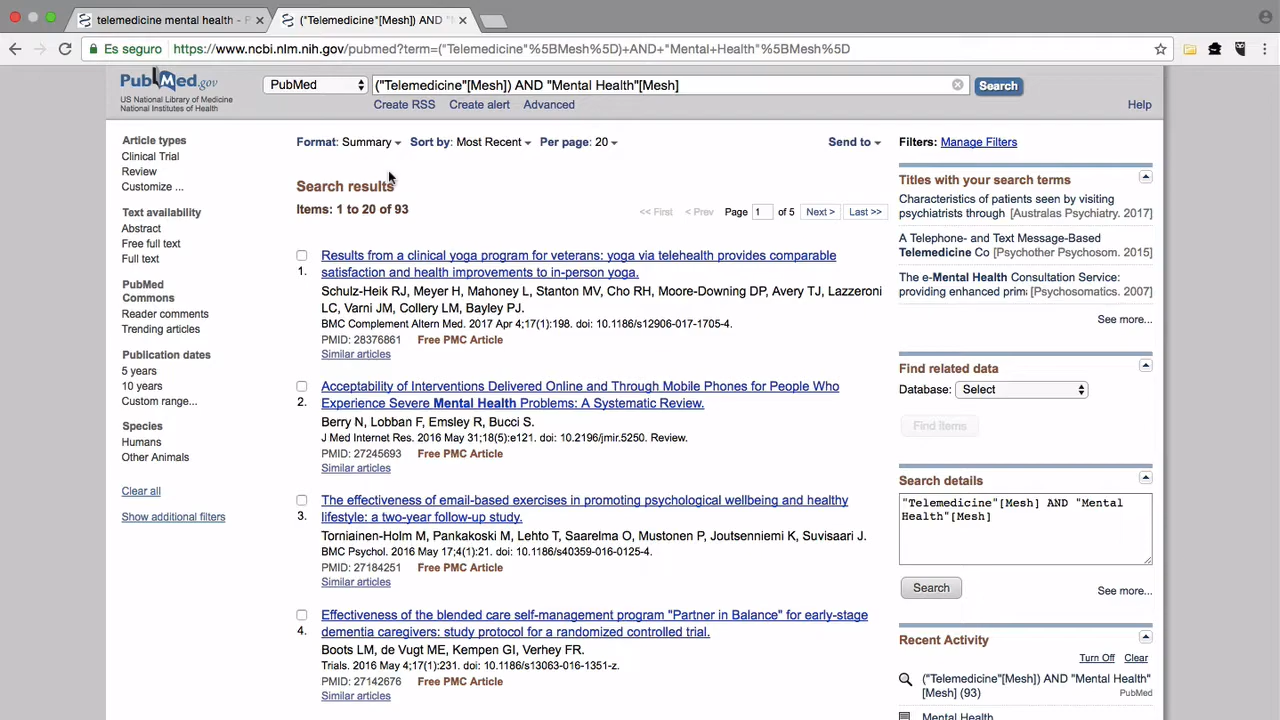 telemedicine mental health - P
("Telemedicine"[Mesh]) AND "
Es seguro
https://www.ncbi.nlm.nih.gov/pubmed?term=("Telemedicine"%5BMesh%5D)+AND+"Mental+Health"%5BMesh%5D
PubMed.gov
US National Library of Medicine
National Institutes of Health
PubMed
("Telemedicine"[Mesh]) AND "Mental Health"[Mesh]
Search
Create RSS Create alert Advanced
Help
Article types
Clinical Trial
Review
Customize ...
Text availability
Abstract
Free full text
Full text
PubMed
Commons
Reader comments
Trending articles
Publication dates
5 years
10 years
Custom range...
Species
Humans
Other Animals
Clear all
Show additional filters
Format: Summary Sort by: Most Recent Per page: 20
Send to
Search results
Items: 1 to 20 of 93
<< First < Prev Page 1 of 5 Next > Last >>
Results from a clinical yoga program for veterans: yoga via telehealth provides comparable
1. satisfaction and health improvements to in-person yoga.
Schulz-Heik RJ, Meyer H, Mahoney L, Stanton MV, Cho RH, Moore-Downing DP, Avery TJ, Lazzeroni
LC, Varni JM, Collery LM, Bayley PJ.
BMC Complement Altern Med. 2017 Apr 4;17(1):198. doi: 10.1186/s12906-017-1705-4.
PMID: 28376861 Free PMC Article
Similar articles
Acceptability of Interventions Delivered Online and Through Mobile Phones for People Who
2. Experience Severe Mental Health Problems: A Systematic Review.
Berry N, Lobban F, Emsley R, Bucci S.
J Med Internet Res. 2016 May 31;18(5):e121. doi: 10.2196/jmir.5250. Review.
PMID: 27245693 Free PMC Article
Similar articles
The effectiveness of email-based exercises in promoting psychological wellbeing and healthy
3. lifestyle: a two-year follow-up study.
Torniainen-Holm M, Pankakoski M, Lehto T, Saarelma O, Mustonen P, Joutsenniemi K, Suvisaari J.
BMC Psychol. 2016 May 17;4(1):21. doi: 10.1186/s40359-016-0125-4.
PMID: 27184251 Free PMC Article
Similar articles
Effectiveness of the blended care self-management program "Partner in Balance" for early-stage
4. dementia caregivers: study protocol for a randomized controlled trial.
Boots LM, de Vugt ME, Kempen GI, Verhey FR.
Trials. 2016 May 4;17(1):231. doi: 10.1186/s13063-016-1351-z.
PMID: 27142676 Free PMC Article
Similar articles
Filters: Manage Filters
Titles with your search terms
Characteristics of patients seen by visiting
psychiatrists through [Australas Psychiatry. 2017]
A Telephone- and Text Message-Based
Telemedicine Co [Psychother Psychosom. 2015]
The e-Mental Health Consultation Service:
providing enhanced prim [Psychosomatics. 2007]
See more...
Find related data
Database: Select
Find items
Search details
"Telemedicine"[Mesh] AND "Mental
Health"[Mesh]
Search
See more...
Recent Activity
Turn Off Clear
("Telemedicine"[Mesh]) AND "Mental Health"
[Mesh] (93)
PubMed
Mental Health